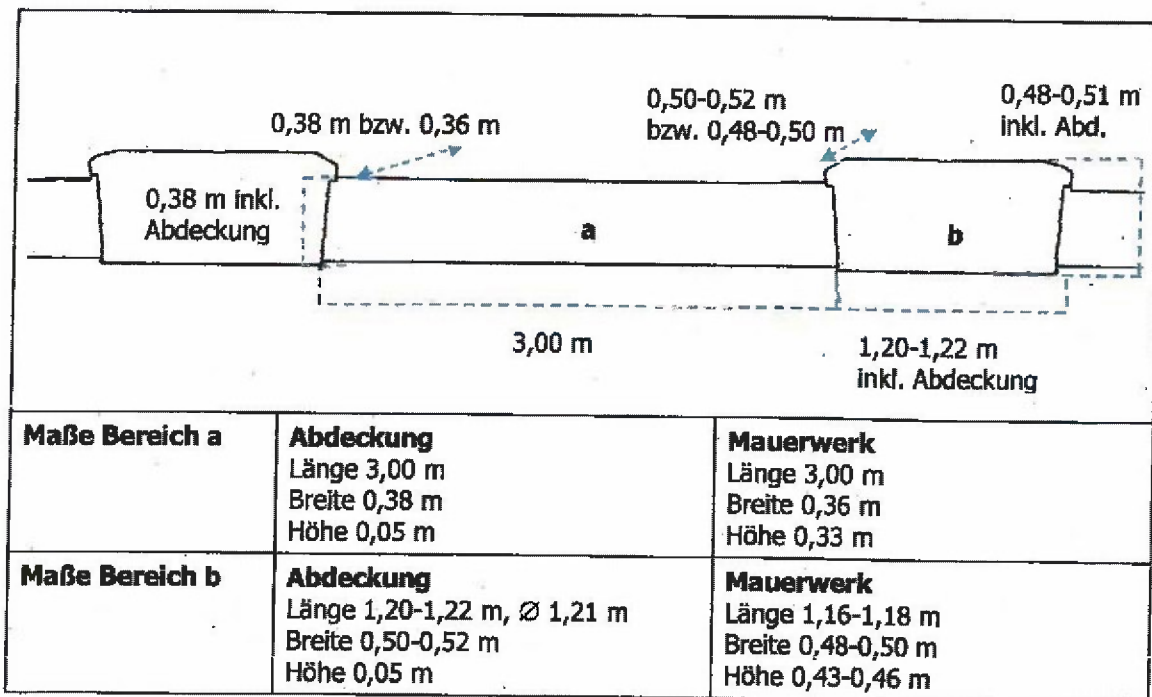 0,38 m bzw. 0,36 m
0,50-0,52 m
bzw. 0,48-0,50 m
0,48-0,51 m
inkl. Abd.
0,38 m inkl.
Abdeckung
a
b
3,00 m
1,20-1,22 m
inkl. Abdeckung
Maße Bereich a
Abdeckung
Länge 3,00 m
Breite 0,38 m
Höhe 0,05 m
Mauerwerk
Länge 3,00 m
Breite 0,36 m
Höhe 0,33 m
Maße Bereich b
Abdeckung
Länge 1,20-1,22 m, Ø 1,21 m
Breite 0,50-0,52 m
Höhe 0,05 m
Mauerwerk
Länge 1,16-1,18 m
Breite 0,48-0,50 m
Höhe 0,43-0,46 m